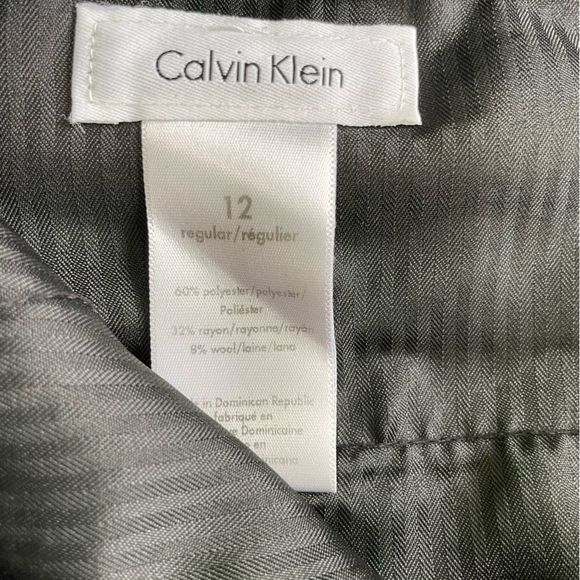 Calvin Klein
12
regular/régulier
60% polyester/polyester/
Poliéster
32% rayon/rayonne/rayón
8% wool/laine/lana
in Dominican Republic
fabriqué en
Dominicaine
en